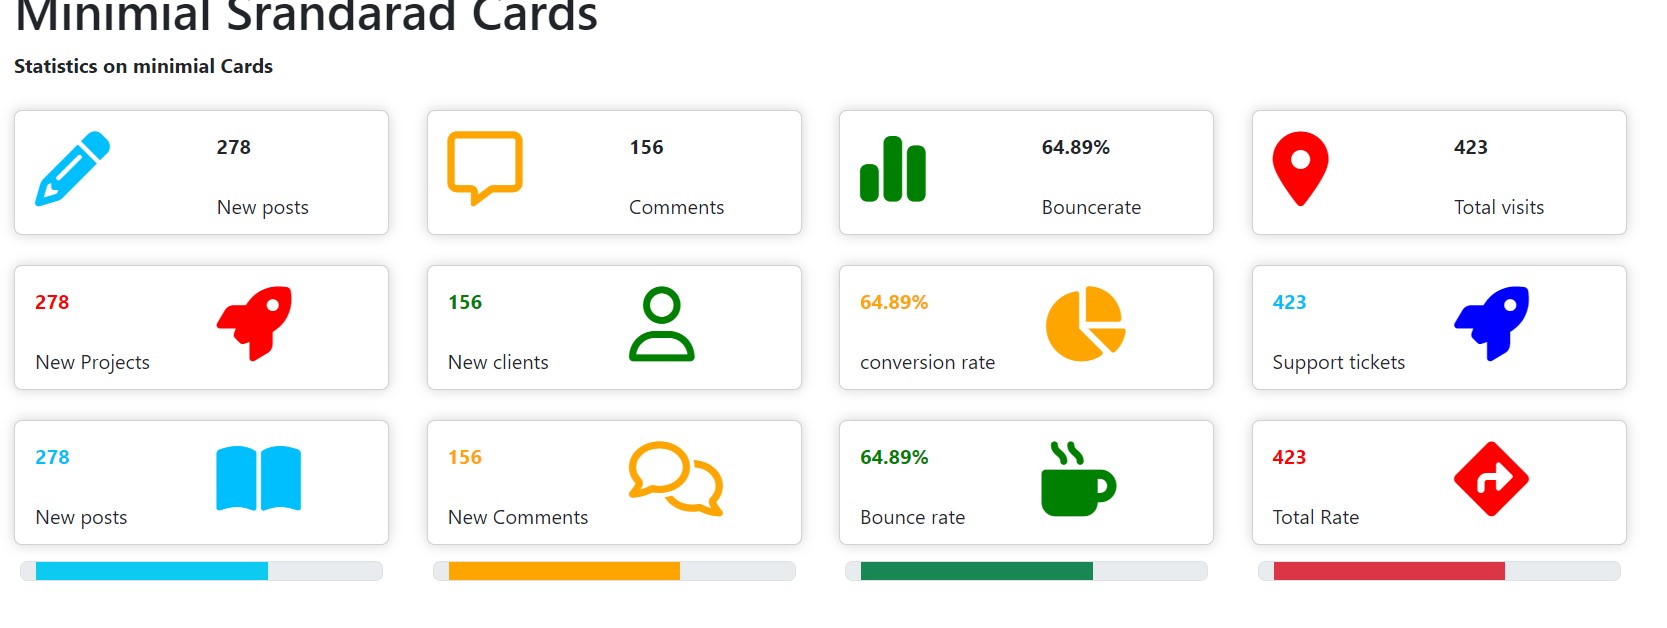 Minimial Srandarad Cards
Statistics on minimial Cards
278
New posts
156
Comments
64.89%
Bouncerate
423
Total visits
278
New Projects
156
New clients
64.89%
conversion rate
423
Support tickets
278
New posts
156
New Comments
64.89%
Bounce rate
423
Total Rate